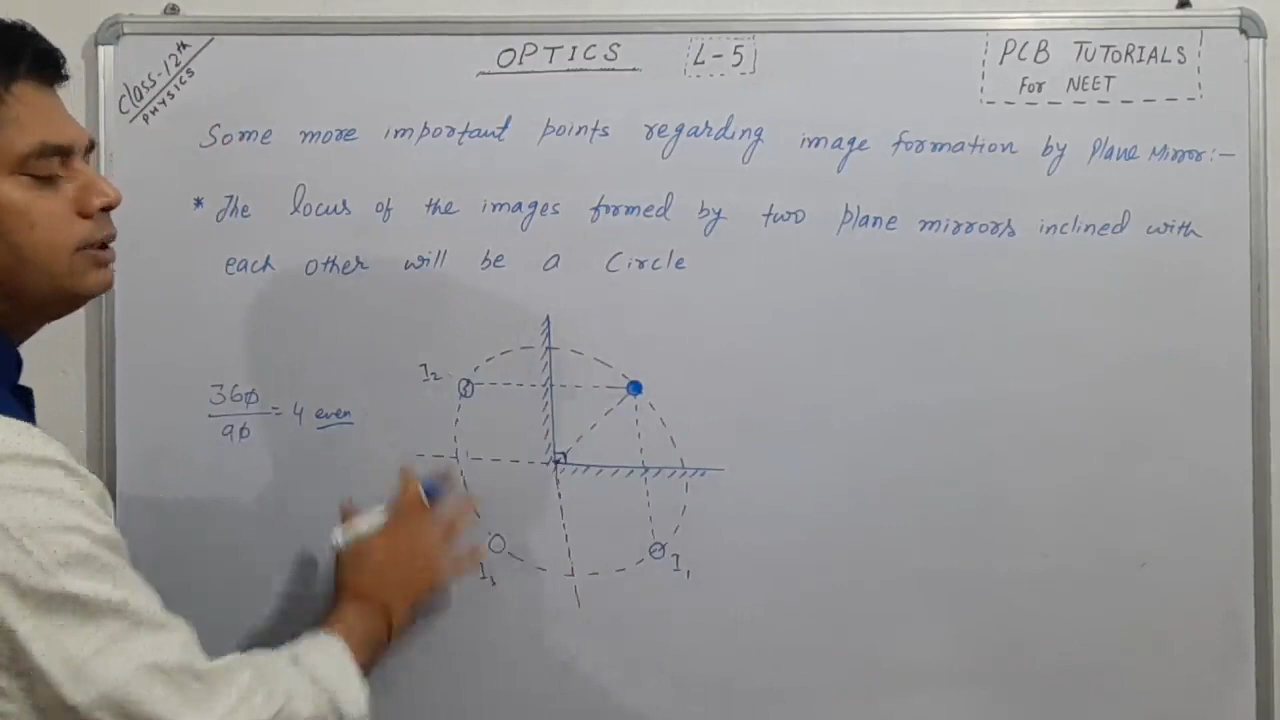 Class-12th
PHYSICS
OPTICS
L-5
PCB TUTORIALS
For NEET
Some more important points regarding image formation by Plane Mirror:-
* The locus of the images formed by two plane mirrors inclined with
each other will be a Circle
360/90 = 4 even
I2
I3
I1